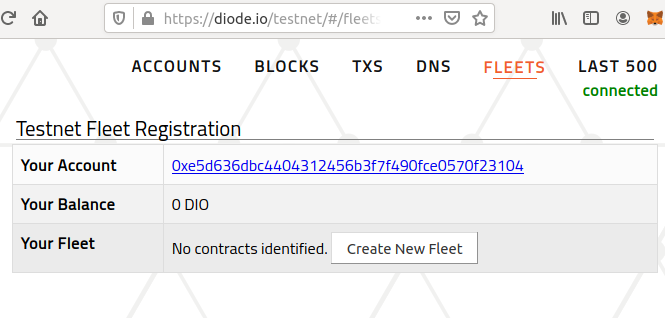 https://diode.io/testnet/#/fleets
ACCOUNTS BLOCKS TXS DNS FLEETS LAST 500
connected
Testnet Fleet Registration
Your Account 0xe5d636dbc4404312456b3f7f490fce0570f23104
Your Balance 0 DIO
Your Fleet No contracts identified. Create New Fleet